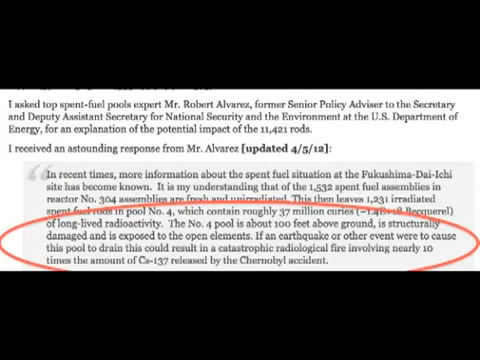 I asked top spent-fuel pools expert Mr. Robert Alvarez, former Senior Policy Adviser to the Secretary
and Deputy Assistant Secretary for National Security and the Environment at the U.S. Department of
Energy, for an explanation of the potential impact of the 11,421 rods.
I received an astounding response from Mr. Alvarez [updated 4/5/12]:
In recent times, more information about the spent fuel situation at the Fukushima-Dai-Ichi
site has become known. It is my understanding that of the 1,532 spent fuel assemblies in
reactor No. 304 assemblies are fresh and unirradiated. This then leaves 1,231 irradiated
spent fuel rods in pool No. 4, which contain roughly 37 million curies (~1.4E+18 Becquerel)
of long-lived radioactivity. The No. 4 pool is about 100 feet above ground, is structurally
damaged and is exposed to the open elements. If an earthquake or other event were to cause
this pool to drain this could result in a catastrophic radiological fire involving nearly 10
times the amount of Cs-137 released by the Chernobyl accident.